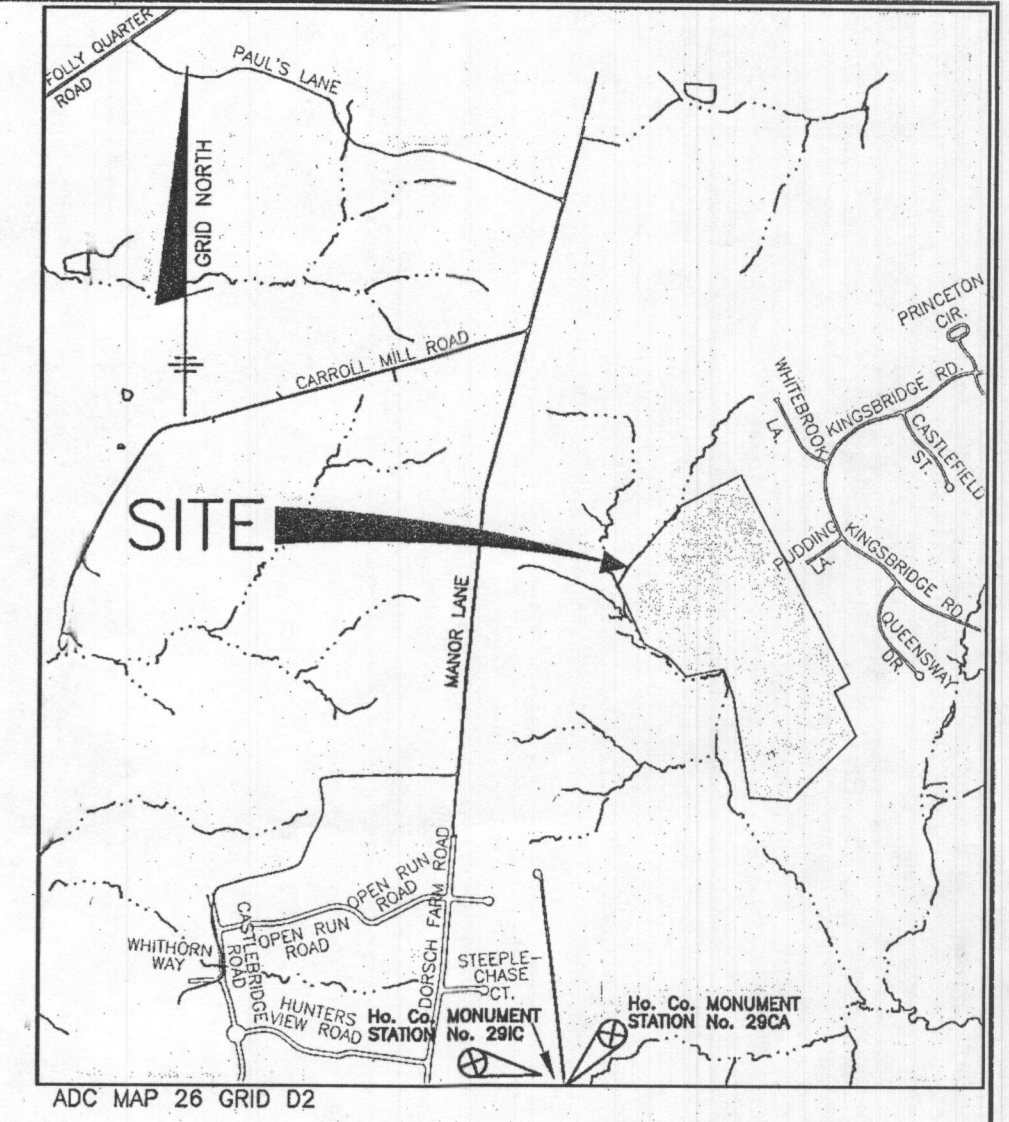 FOLLY QUARTER
ROAD
PAUL'S LANE
GRID NORTH
CARROLL MILL ROAD
PRINCETON
CIR.
WHITEBROOK
LA.
KINGSBRIDGE RD.
CASTLEFIELD
ST.
SITE
PUDDING
LA.
KINGSBRIDGE RD.
QUEENSWAY
DR.
MANOR LANE
OPEN RUN
ROAD
OPEN RUN
ROAD
DORSCH FARM ROAD
CASTLEBRIDGE
ROAD
WHITHORN
WAY
STEEPLE-
CHASE
CT.
HUNTERS
VIEW ROAD
Ho. Co. MONUMENT
STATION No. 29IC
Ho. Co. MONUMENT
STATION No. 29CA
ADC MAP 26 GRID D2